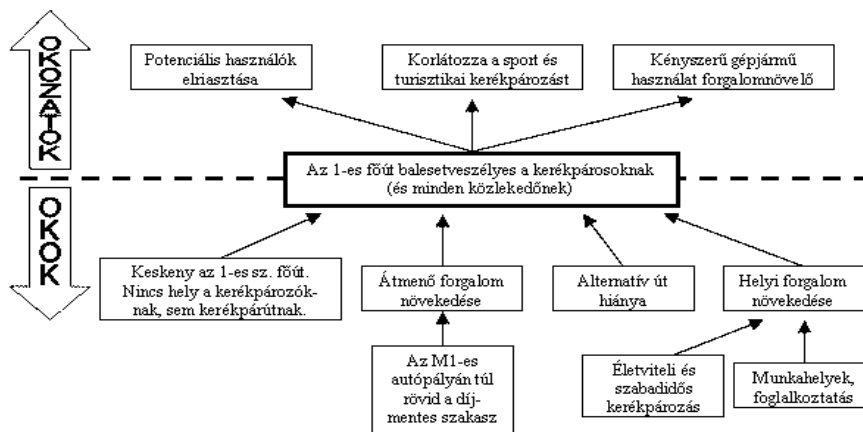 OKOZATOK
Potenciális használók
elriasztása
Korlátozza a sport és
turisztikai kerékpározást
Kényszerű gépjármű
használat forgalomnövelő
Az 1-es főút balesetveszélyes a kerékpárosoknak
(és minden közlekedőnek)
OKOK
Keskeny az 1-es sz. főút.
Nincs hely a kerékpározók-
nak, sem kerékpárútnak.
Átmenő forgalom
növekedése
Alternatív út
hiánya
Helyi forgalom
növekedése
Az M1-es
autópályán túl
rövid a díj-
mentes szakasz
Életviteli és
szabadidős
kerékpározás
Munkahelyek,
foglalkoztatás